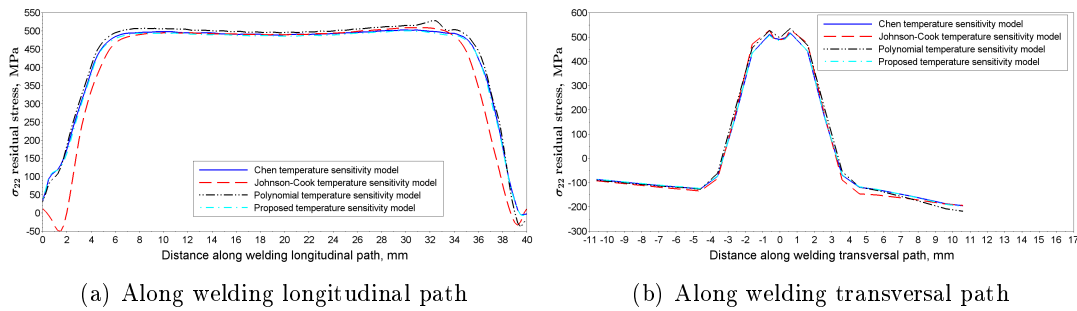 600
550
500
450
400
350
300
250
200
150
100
50
0
-50
σ22 residual stress, MPa
Chen temperature sensitivity model
Johnson-Cook temperature sensitivity model
Polynomial temperature sensitivity model
Proposed temperature sensitivity model
0 2 4 6 8 10 12 14 16 18 20 22 24 26 28 30 32 34 36 38 40
Distance along welding longitudinal path, mm
(a) Along welding longitudinal path
600
500
400
300
200
100
0
-100
-200
-300
σ22 residual stress, MPa
Chen temperature sensitivity model
Johnson-Cook temperature sensitivity model
Polynomial temperature sensitivity model
Proposed temperature sensitivity model
-11 -10 -9 -8 -7 -6 -5 -4 -3 -2 -1 0 1 2 3 4 5 6 7 8 9 10 11 12 13 14 15 16 17
Distance along welding transversal path, mm
(b) Along welding transversal path